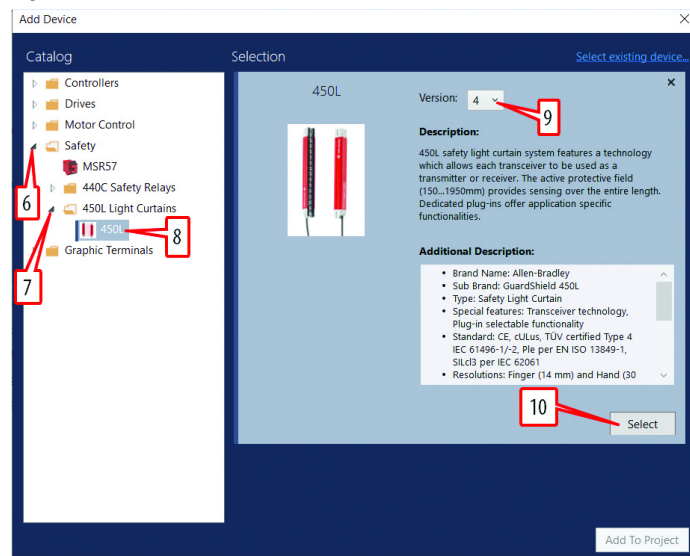 Add Device
Catalog
Selection
Select existing device...
Controllers
Drives
Motor Control
Safety
MSR57
440C Safety Relays
450L Light Curtains
450L
Graphic Terminals
6
7
8
450L
Version: 4
9
Description:
450L safety light curtain system features a technology
which allows each transceiver to be used as a
transmitter or receiver. The active protective field
(150...1950mm) provides sensing over the entire length.
Dedicated plug-ins offer application specific
functionalities.
Additional Description:
• Brand Name: Allen-Bradley
• Sub Brand: GuardShield 450L
• Type: Safety Light Curtain
• Special features: Transceiver technology,
Plug-in selectable functionality
• Standard: CE, cULus, TÜV certified Type 4
IEC 61496-1/-2, Ple per EN ISO 13849-1,
SILcl3 per IEC 62061
• Resolutions: Finger (14 mm) and Hand (30
10
Select
Add To Project